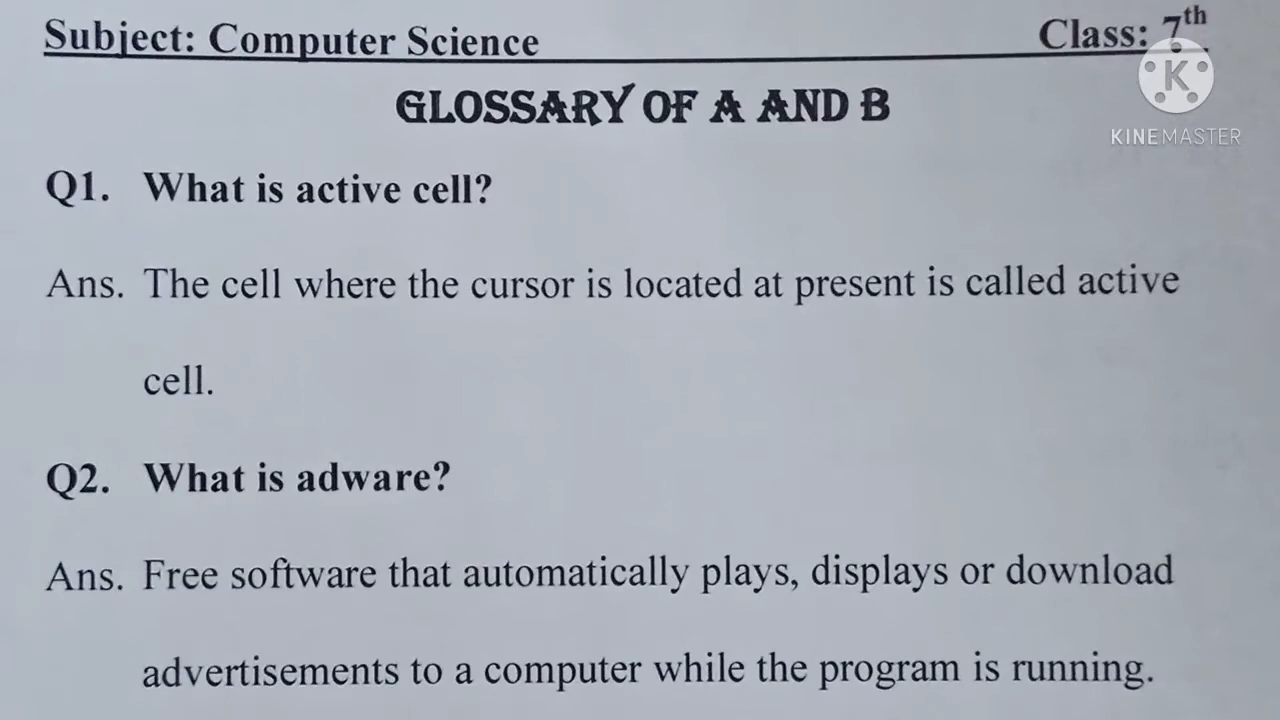 Subject: Computer Science Class: 7th
GLOSSARY OF A AND B
KINEMASTER
Q1. What is active cell?
Ans. The cell where the cursor is located at present is called active
cell.
Q2. What is adware?
Ans. Free software that automatically plays, displays or download
advertisements to a computer while the program is running.